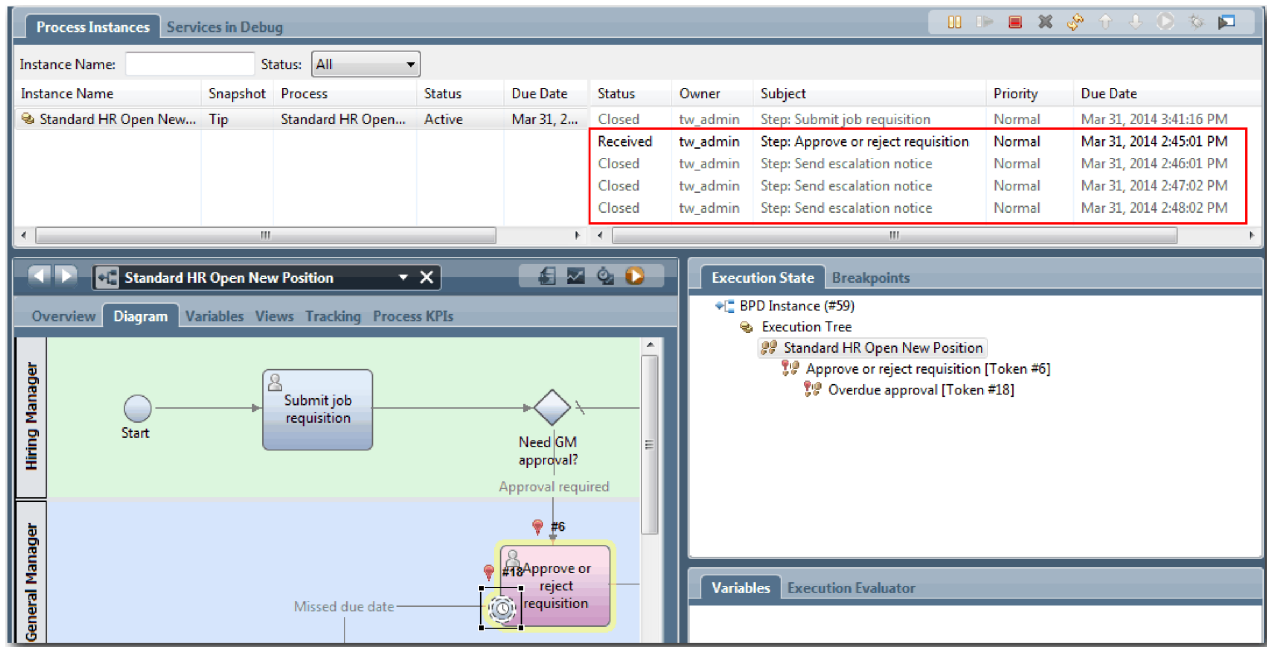 Process Instances Services in Debug
Instance Name: Status: All
Instance Name Snapshot Process Status Due Date Status Owner Subject Priority Due Date
Standard HR Open New... Tip Standard HR Open... Active Mar 31, 2... Closed tw_admin Step: Submit job requisition Normal Mar 31, 2014 3:41:16 PM
Received tw_admin Step: Approve or reject requisition Normal Mar 31, 2014 2:45:01 PM
Closed tw_admin Step: Send escalation notice Normal Mar 31, 2014 2:46:01 PM
Closed tw_admin Step: Send escalation notice Normal Mar 31, 2014 2:47:02 PM
Closed tw_admin Step: Send escalation notice Normal Mar 31, 2014 2:48:02 PM
Standard HR Open New Position
Overview Diagram Variables Views Tracking Process KPIs
Hiring Manager
Start
Submit job
requisition
Need GM
approval?
Approval required
General Manager
#6
#18
Approve or
reject
requisition
Missed due date
Execution State Breakpoints
BPD Instance (#59)
Execution Tree
Standard HR Open New Position
Approve or reject requisition [Token #6]
Overdue approval [Token #18]
Variables Execution Evaluator